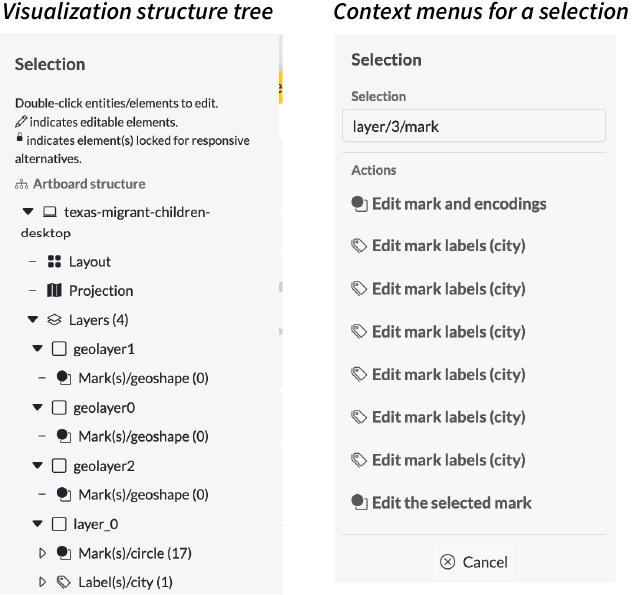 Visualization structure tree
Selection
Double-click entities/elements to edit.
indicates editable elements.
indicates element(s) locked for responsive
alternatives.
Artboard structure
texas-migrant-children-
desktop
Layout
Projection
Layers (4)
geolayer1
Mark(s)/geoshape (0)
geolayer0
Mark(s)/geoshape (0)
geolayer2
Mark(s)/geoshape (0)
layer_0
Mark(s)/circle (17)
Label(s)/city (1)
Context menus for a selection
Selection
Selection
layer/3/mark
Actions
Edit mark and encodings
Edit mark labels (city)
Edit mark labels (city)
Edit mark labels (city)
Edit mark labels (city)
Edit mark labels (city)
Edit mark labels (city)
Edit the selected mark
Cancel